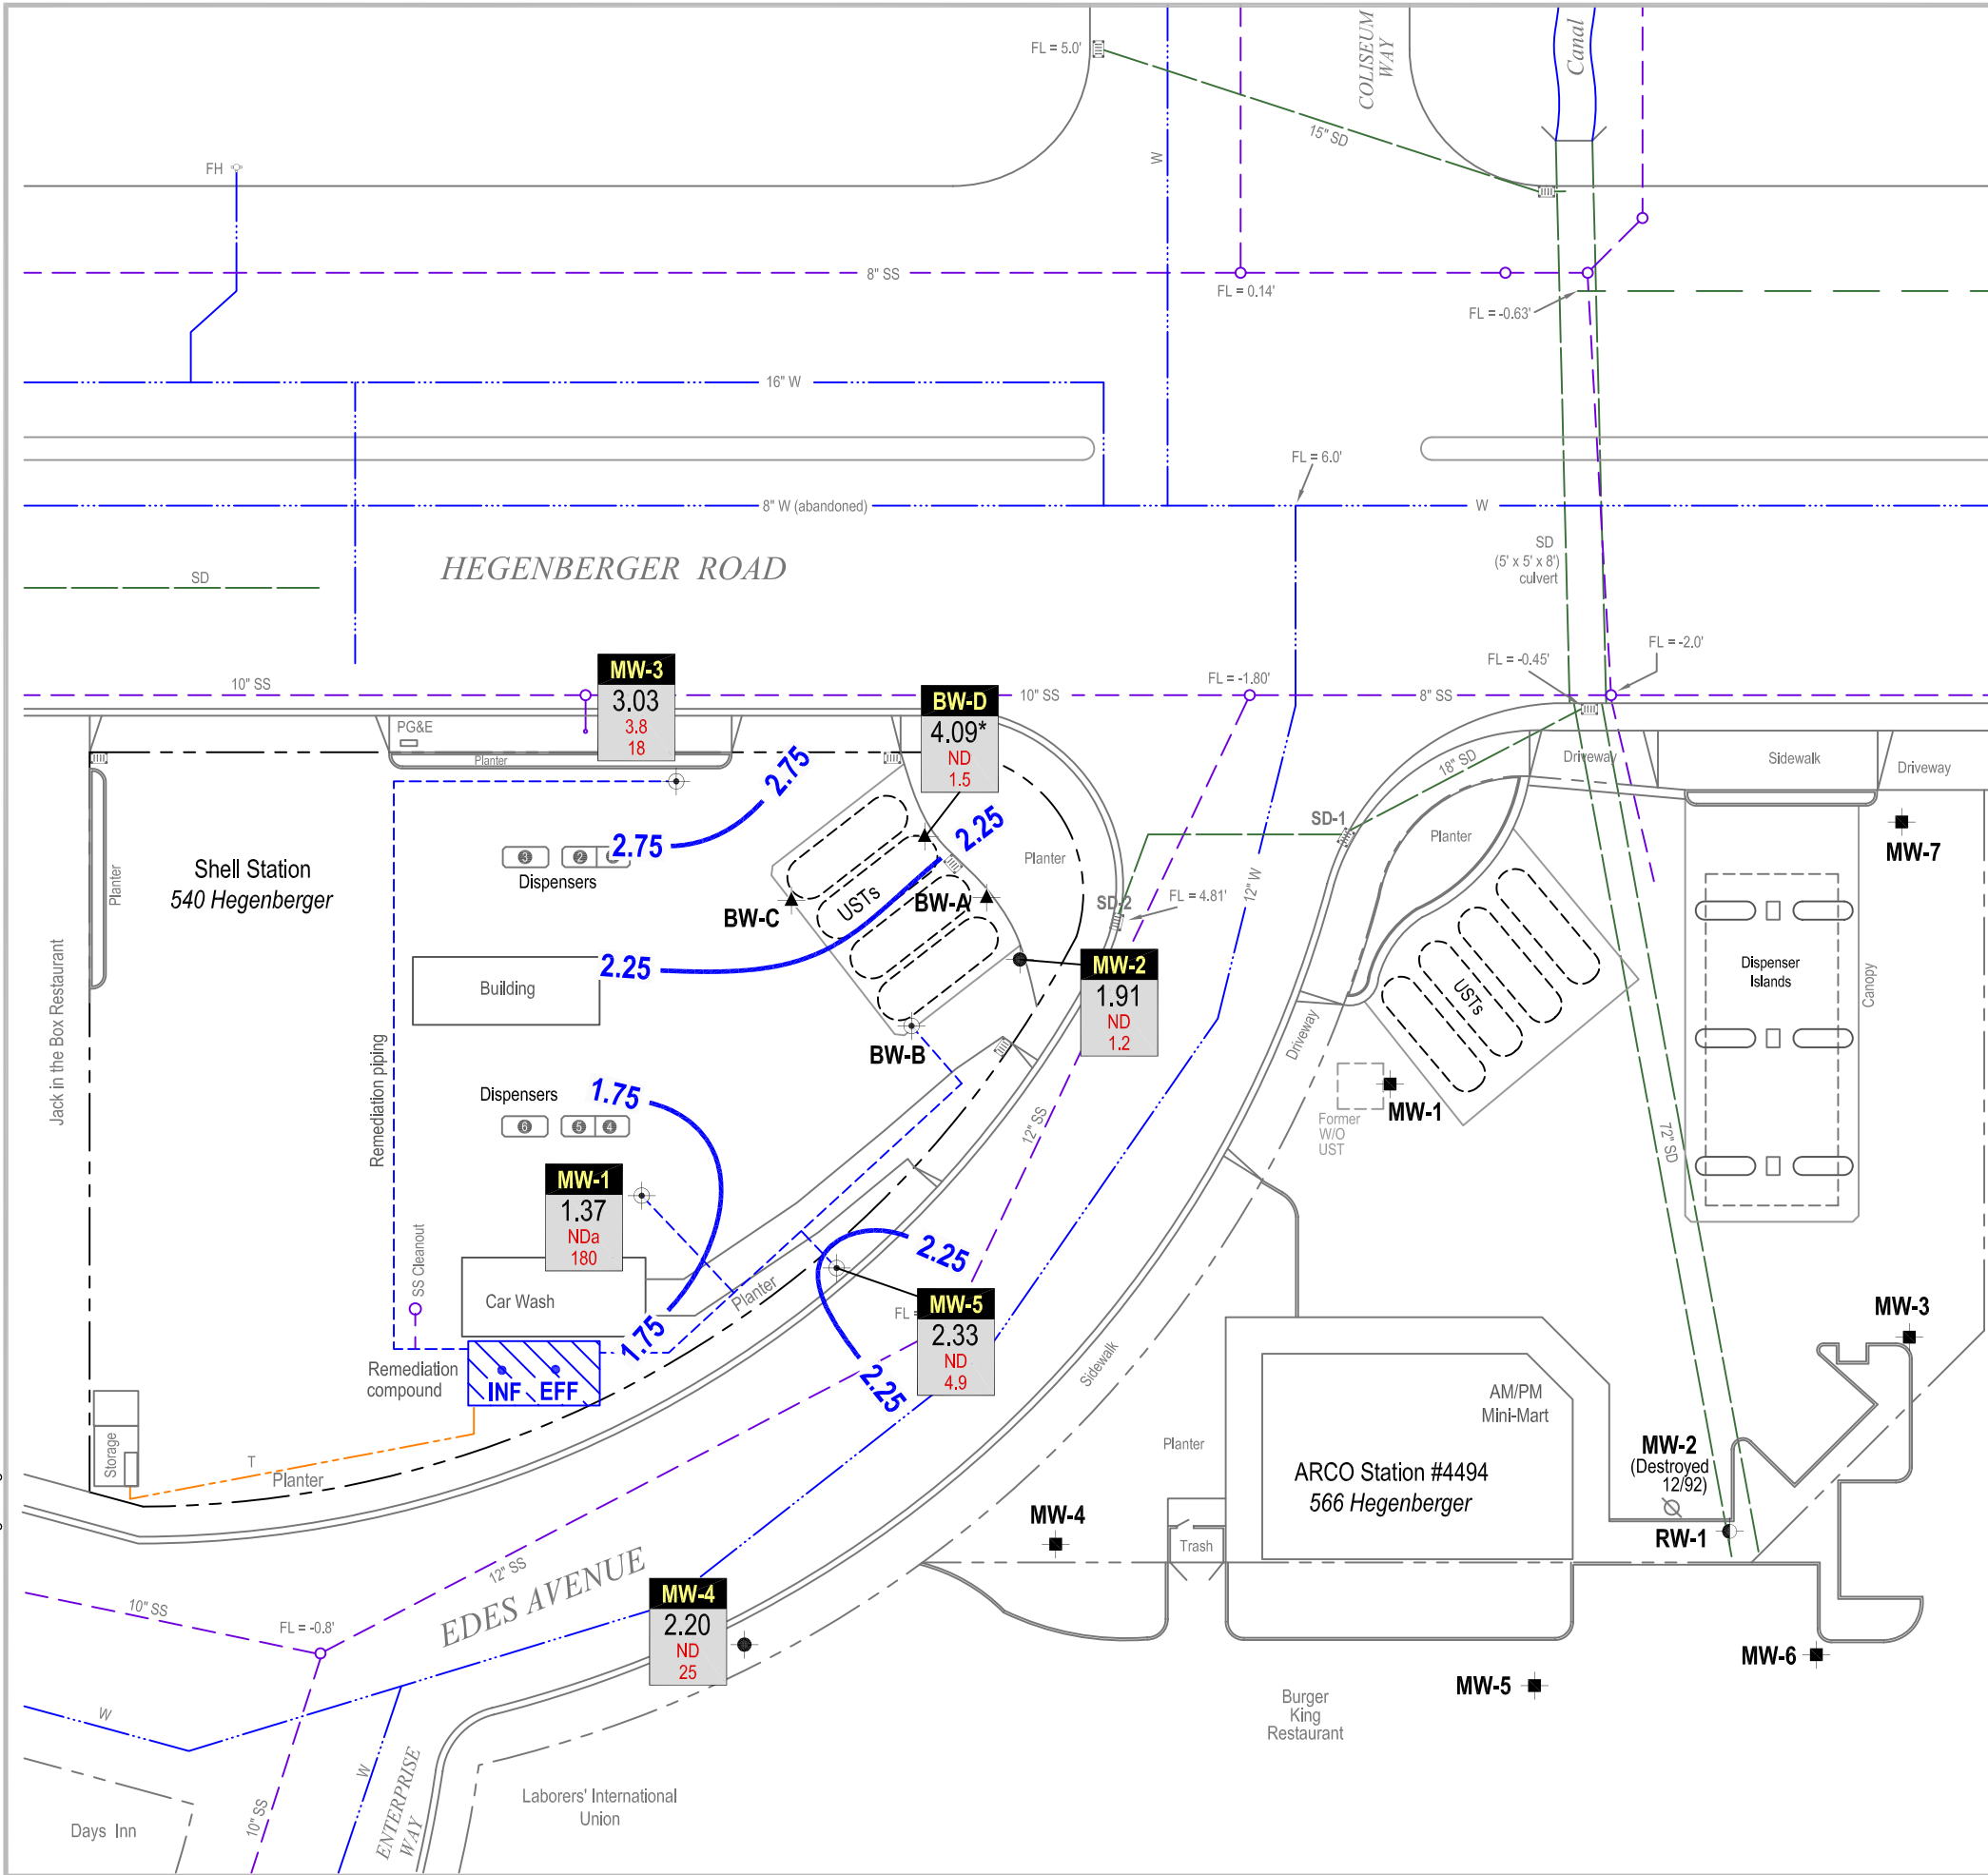 FL = 5.0'
COLISEUM
WAY
Canal
15" SD
W
FH
8" SS
FL = 0.14'
FL = -0.63'
16" W
FL = 6.0'
8" W (abandoned)
W
HEGENBERGER ROAD
SD
SD
(5' x 5' x 8')
culvert
FL = -2.0'
FL = -0.45'
FL = -1.80'
10" SS
10" SS
8" SS
MW-3
3.03
3.8
18
BW-D
4.09*
ND
1.5
PG&E
Planter
2.75
2.75
2.25
2.25
Planter
Shell Station
540 Hegenberger
3
2
Dispensers
USTs
BW-C
BW-A
BW-B
Planter
SD-2
FL = 4.81'
SD-1
18" SD
12" W
Driveway
Sidewalk
Driveway
Planter
MW-7
USTs
Dispenser
Islands
Canopy
Jack in the Box Restaurant
Building
MW-2
1.91
ND
1.2
Remediation piping
Dispensers
6
5
4
1.75
1.75
12" SS
Driveway
Former
W/O
UST
MW-1
72" SD
MW-1
1.37
NDa
180
SS Cleanout
Car Wash
Planter
2.25
2.25
FL =
MW-5
2.33
ND
4.9
Remediation
compound
INF
EFF
Storage
T
Planter
Sidewalk
MW-3
AM/PM
Mini-Mart
Planter
ARCO Station #4494
566 Hegenberger
MW-2
(Destroyed
12/92)
RW-1
MW-4
Trash
12" SS
EDES AVENUE
10" SS
FL = -0.8'
MW-4
2.20
ND
25
MW-6
MW-5
Burger
King
Restaurant
W
W
ENTERPRISE
WAY
Laborers' International
Union
Days Inn
10" SS